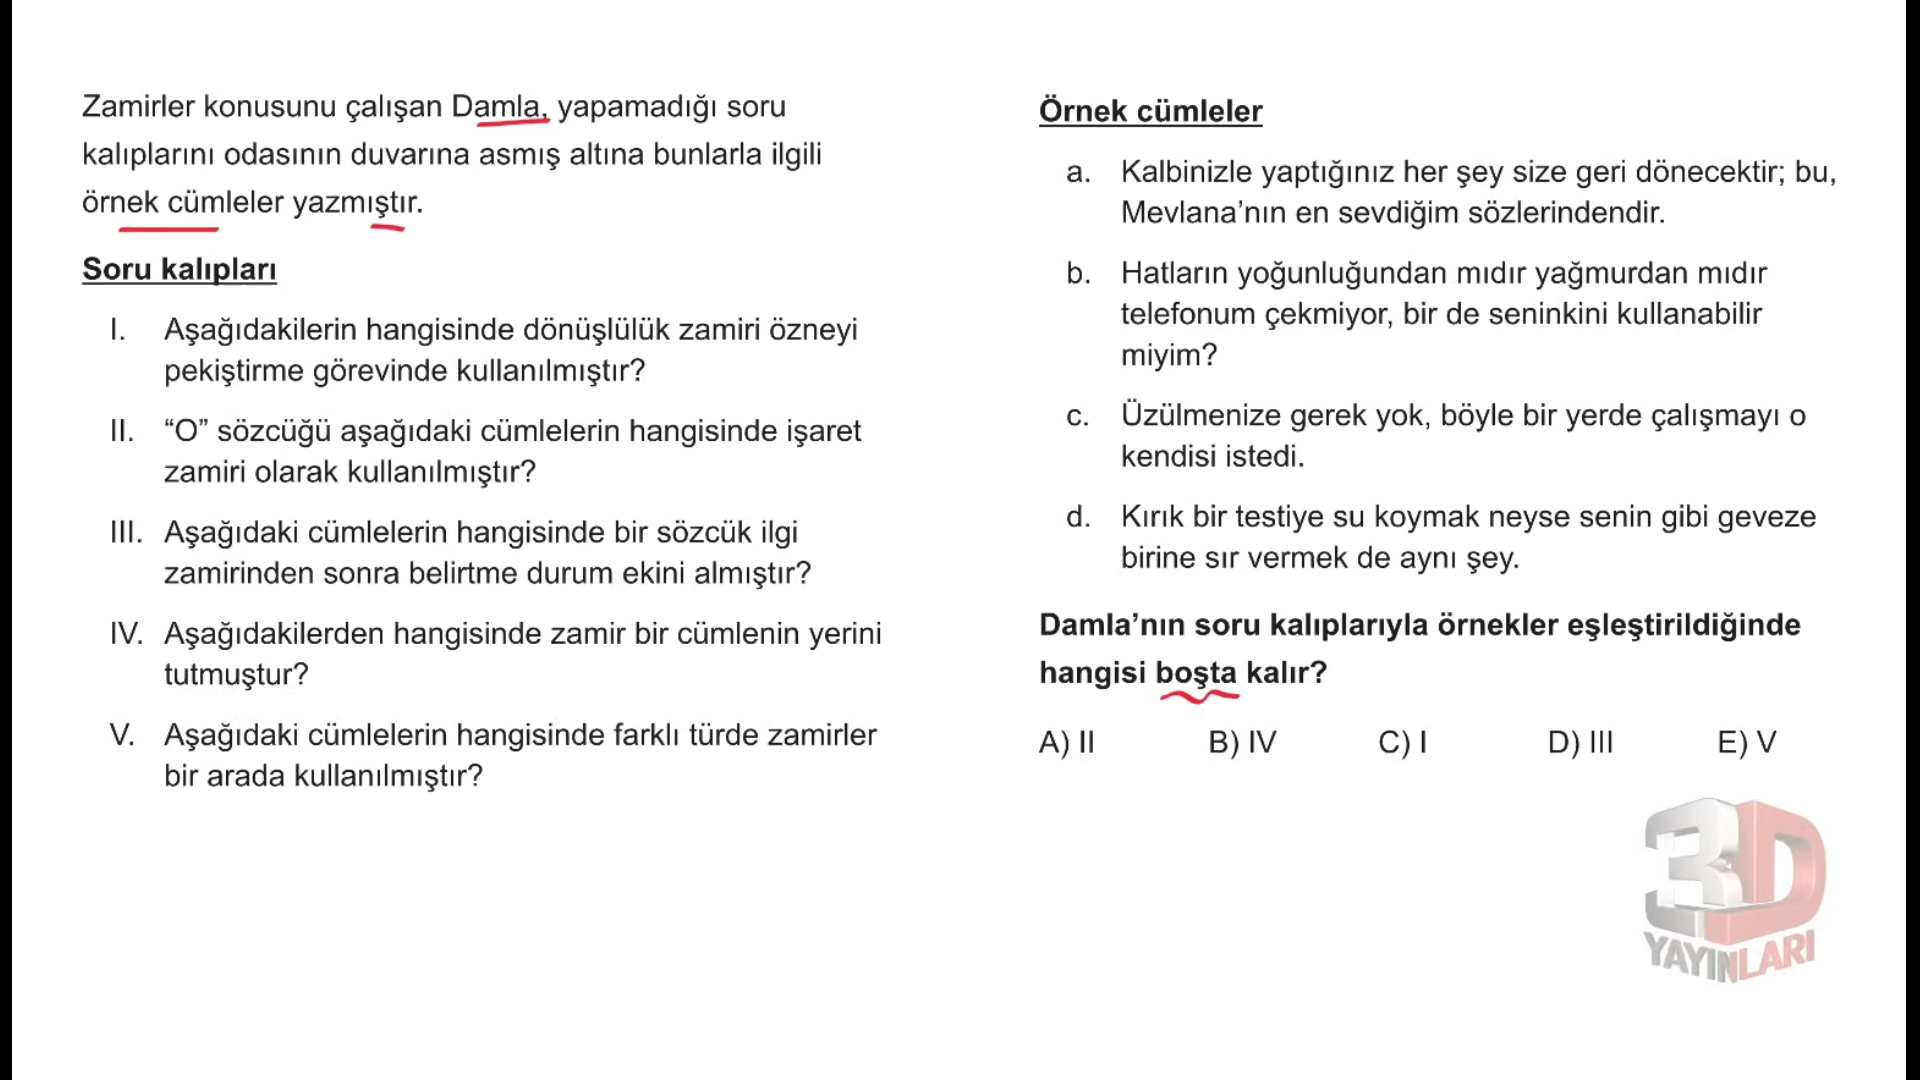 Zamirler konusunu çalışan Damla, yapamadığı soru
kalıplarını odasının duvarına asmış altına bunlarla ilgili
örnek cümleler yazmıştır.
Soru kalıpları
I. Aşağıdakilerin hangisinde dönüşlülük zamiri özneyi
pekiştirme görevinde kullanılmıştır?
II. “O” sözcüğü aşağıdaki cümlelerin hangisinde işaret
zamiri olarak kullanılmıştır?
III. Aşağıdaki cümlelerin hangisinde bir sözcük ilgi
zamirinden sonra belirtme durum ekini almıştır?
IV. Aşağıdakilerden hangisinde zamir bir cümlenin yerini
tutmuştur?
V. Aşağıdaki cümlelerin hangisinde farklı türde zamirler
bir arada kullanılmıştır?
Örnek cümleler
a. Kalbinizle yaptığınız her şey size geri dönecektir; bu,
Mevlana’nın en sevdiğim sözlerindendir.
b. Hatların yoğunluğundan mıdır yağmurdan mıdır
telefonum çekmiyor, bir de seninkini kullanabilir
miyim?
c. Üzülmenize gerek yok, böyle bir yerde çalışmayı o
kendisi istedi.
d. Kırık bir testiye su koymak neyse senin gibi geveze
birine sır vermek de aynı şey.
Damla’nın soru kalıplarıyla örnekler eşleştirildiğinde
hangisi boşta kalır?
A) II B) IV C) I D) III E) V
3D
YAYINLARI